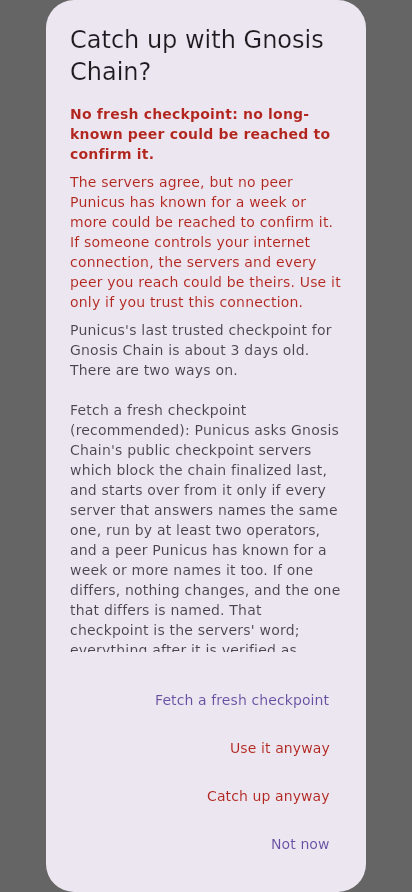 Catch up with Gnosis
Chain?
No fresh checkpoint: no long-
known peer could be reached to
confirm it.
The servers agree, but no peer
Punicus has known for a week or
more could be reached to confirm it.
If someone controls your internet
connection, the servers and every
peer you reach could be theirs. Use it
only if you trust this connection.
Punicus's last trusted checkpoint for
Gnosis Chain is about 3 days old.
There are two ways on.
Fetch a fresh checkpoint
(recommended): Punicus asks Gnosis
Chain's public checkpoint servers
which block the chain finalized last,
and starts over from it only if every
server that answers names the same
one, run by at least two operators,
and a peer Punicus has known for a
week or more names it too. If one
differs, nothing changes, and the one
that differs is named. That
checkpoint is the servers' word;
everything after it is verified as
Fetch a fresh checkpoint
Use it anyway
Catch up anyway
Not now